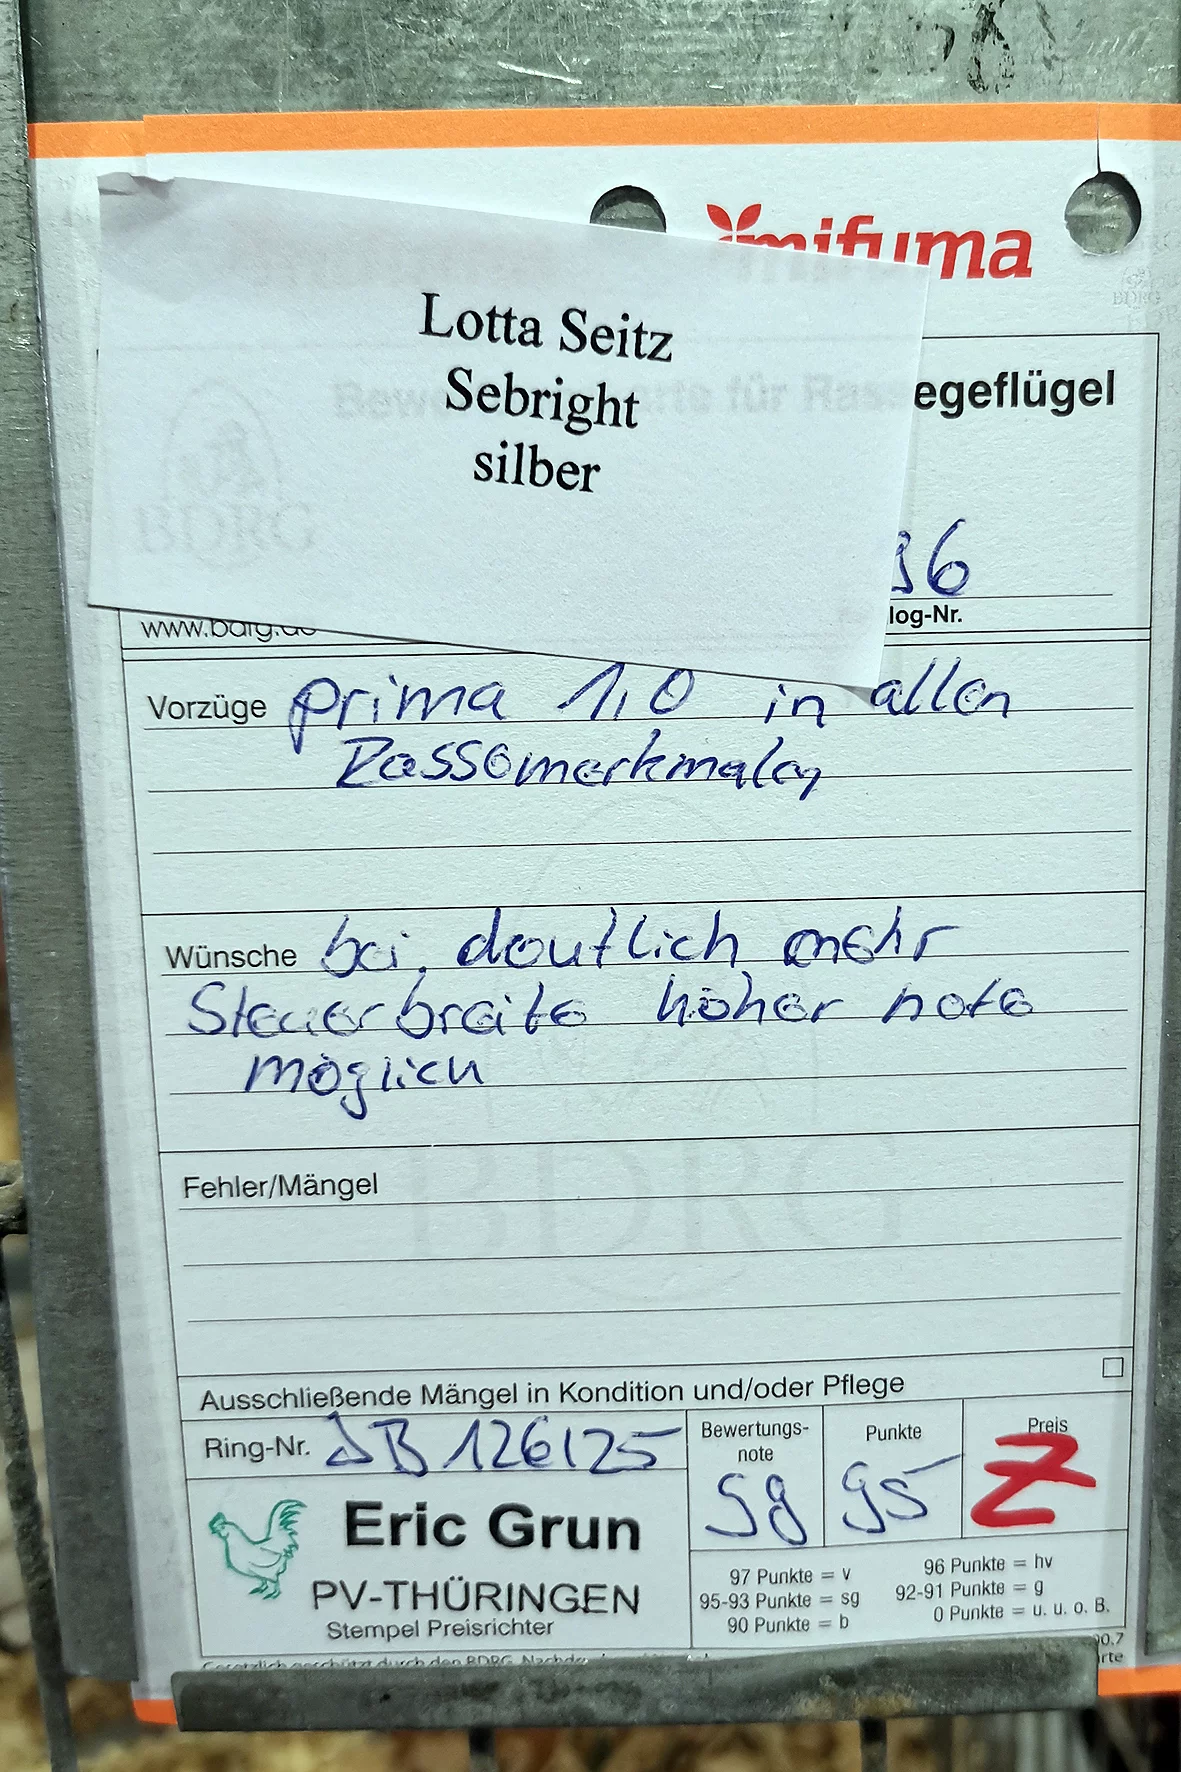 mifuma
Lotta Seitz
Sebright
silber
egeflügel
96
log-Nr.
www.bdrg.de
Vorzüge prima 1,0 in allen
Rassemerkmalen
Wünsche bei deutlich mehr
Steuerbreite höher note
möglich
Fehler/Mängel
BDRG
Ausschließende Mängel in Kondition und/oder Pflege
Ring-Nr. DB 126125
Bewertungs-
note
sg
Punkte
95
Preis
Z
Eric Grun
PV-THÜRINGEN
Stempel Preisrichter
97 Punkte = v
96 Punkte = hv
95-93 Punkte = sg
92-91 Punkte = g
90 Punkte = b
0 Punkte = u. u. o. B.